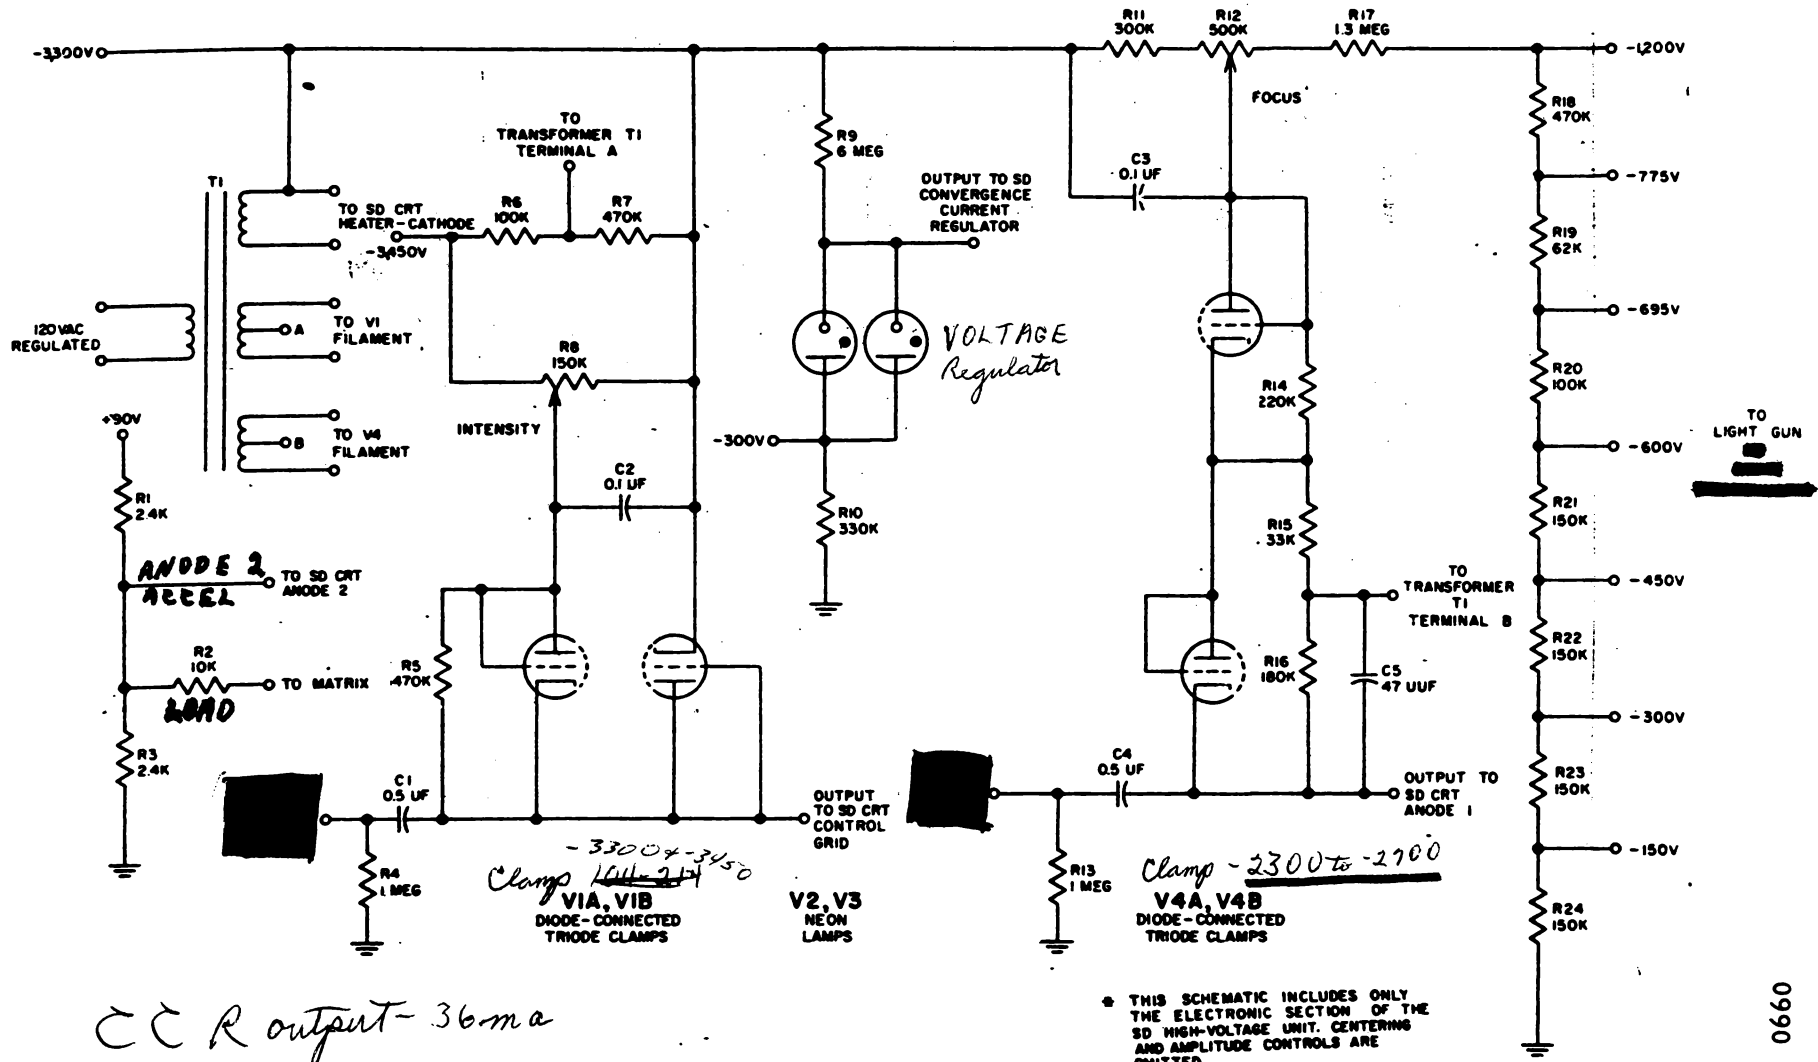 R11
300K
R12
500K
R17
1.3 MEG
-3300V
-1,200V
FOCUS
TO
TRANSFORMER T1
TERMINAL A
R9
6 MEG
R18
470K
C3
0.1 UF
T1
OUTPUT TO SD
CONVERGENCE
CURRENT
REGULATOR
-775V
TO SD CRT
HEATER-CATHODE
-3,450V
R6
100K
R7
470K
R19
62K
-695V
120VAC
REGULATED
A
TO V1
FILAMENT
R8
150K
VOLTAGE
Regulator
R14
220K
R20
100K
+90V
INTENSITY
B
TO V4
FILAMENT
-300V
-600V
TO
LIGHT GUN
R1
2.4K
C2
0.1 UF
R10
330K
R15
33K
R21
150K
ANODE 2
ACCEL
TO SD CRT
ANODE 2
TO
TRANSFORMER
T1
TERMINAL B
-450V
R2
10K
TO MATRIX
LOAD
R5
470K
R16
180K
C5
47 UUF
R22
150K
-300V
R3
2.4K
C1
0.5 UF
C4
0.5 UF
OUTPUT TO
SD CRT
ANODE 1
R23
150K
OUTPUT
TO SD CRT
CONTROL
GRID
-150V
R4
1 MEG
-3300 & -3450
Clamp
V1A, V1B
DIODE-CONNECTED
TRIODE CLAMPS
V2, V3
NEON
LAMPS
R13
1 MEG
Clamp -2300 to -2900
V4A, V4B
DIODE-CONNECTED
TRIODE CLAMPS
R24
150K
C C R output - 36 ma
* THIS SCHEMATIC INCLUDES ONLY
THE ELECTRONIC SECTION OF THE
SD HIGH-VOLTAGE UNIT. CENTERING
AND AMPLITUDE CONTROLS ARE
OMITTED
0660